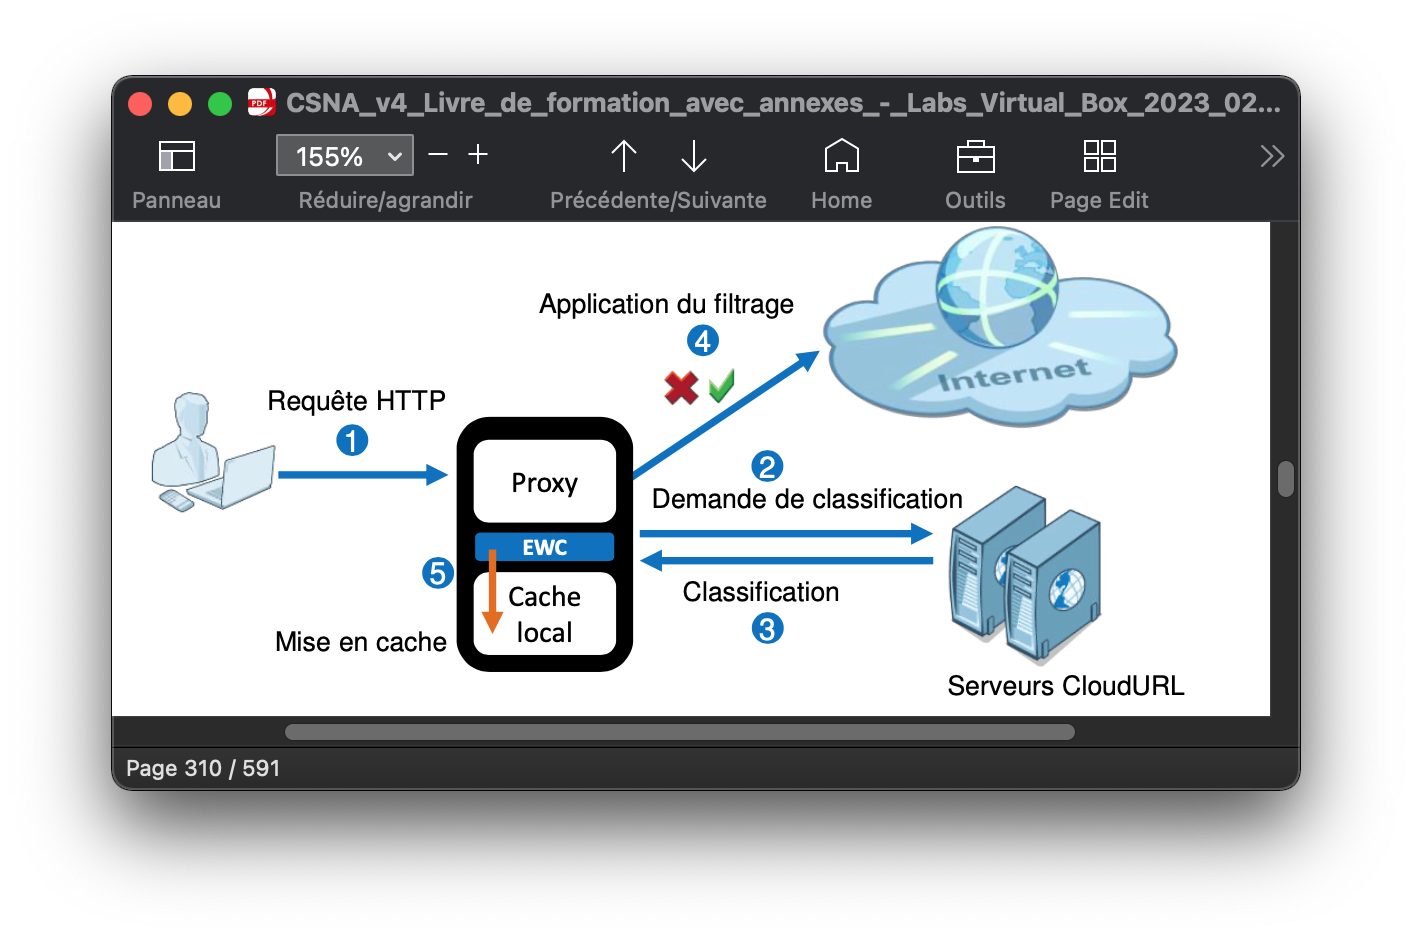 CSNA_v4_Livre_de_formation_avec_annexes_-_Labs_Virtual_Box_2023_02...
155%
Panneau
Réduire/agrandir
Précédente/Suivante
Home
Outils
Page Edit
Application du filtrage
4
Internet
Requête HTTP
1
Proxy
2
Demande de classification
EWC
5
Cache
local
Classification
3
Mise en cache
Serveurs CloudURL
Page 310 / 591